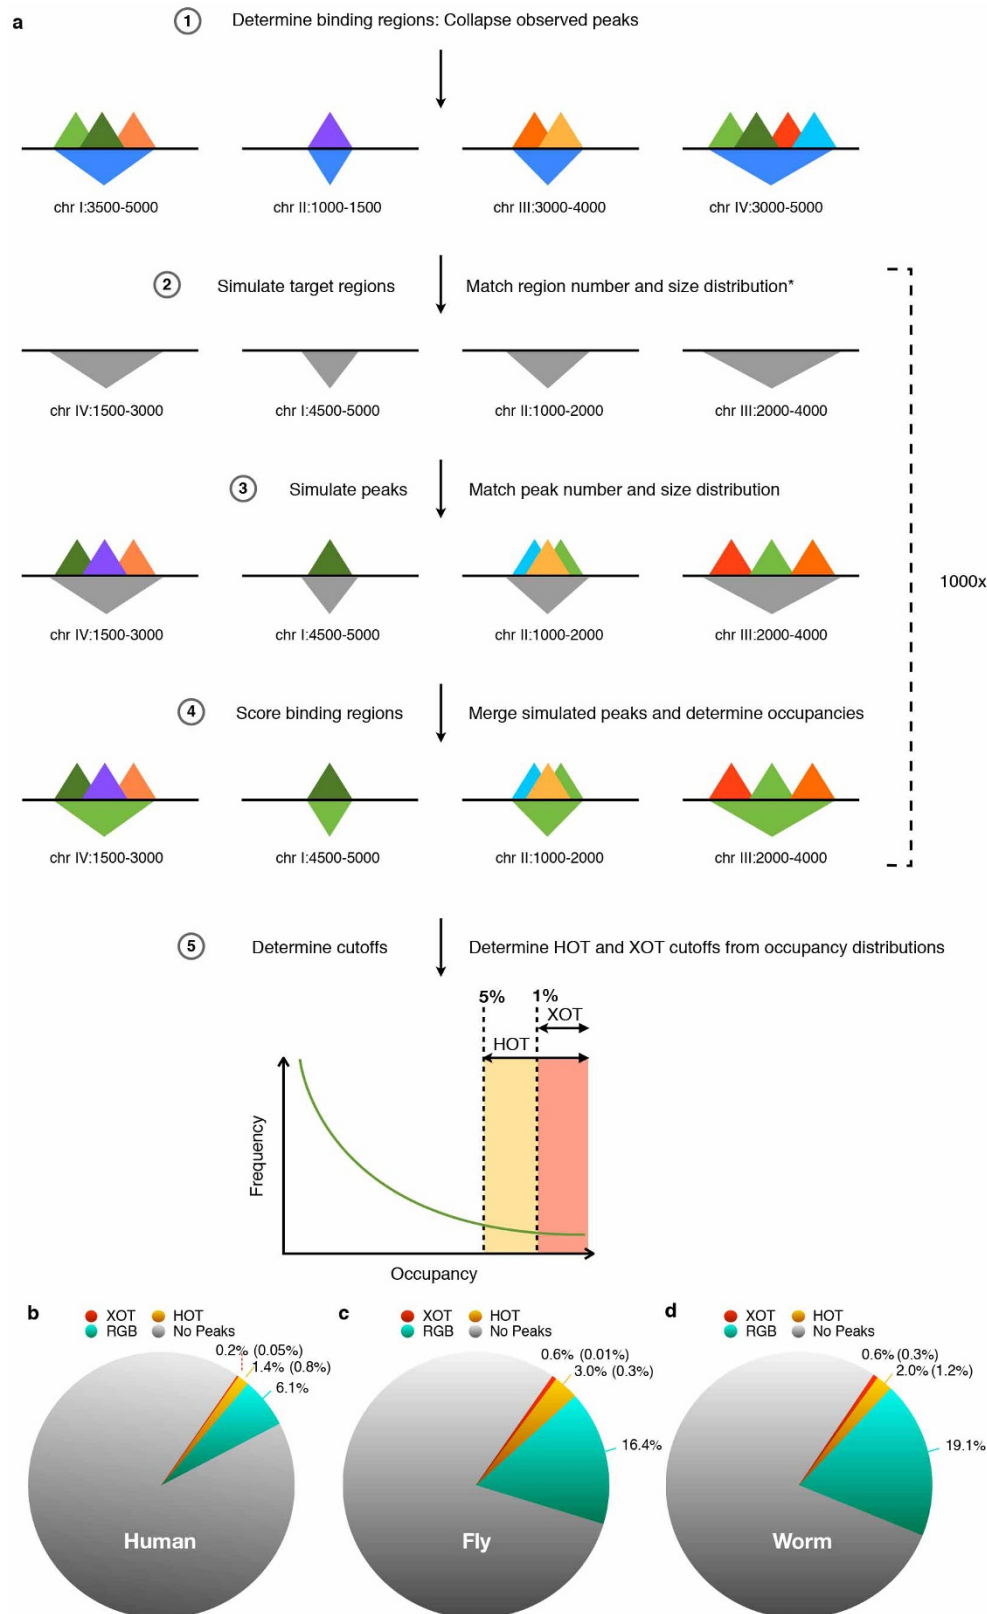 a
1 Determine binding regions: Collapse observed peaks
chr I:3500-5000 chr II:1000-1500 chr III:3000-4000 chr IV:3000-5000
2 Simulate target regions Match region number and size distribution*
chr IV:1500-3000 chr I:4500-5000 chr II:1000-2000 chr III:2000-4000
3 Simulate peaks Match peak number and size distribution
1000x
chr IV:1500-3000 chr I:4500-5000 chr II:1000-2000 chr III:2000-4000
4 Score binding regions Merge simulated peaks and determine occupancies
chr IV:1500-3000 chr I:4500-5000 chr II:1000-2000 chr III:2000-4000
5 Determine cutoffs Determine HOT and XOT cutoffs from occupancy distributions
5% 1%
XOT
HOT
Frequency
Occupancy
b
XOT HOT
RGB No Peaks
0.2% (0.05%)
1.4% (0.8%)
6.1%
Human
c
XOT HOT
RGB No Peaks
0.6% (0.01%)
3.0% (0.3%)
16.4%
Fly
d
XOT HOT
RGB No Peaks
0.6% (0.3%)
2.0% (1.2%)
19.1%
Worm